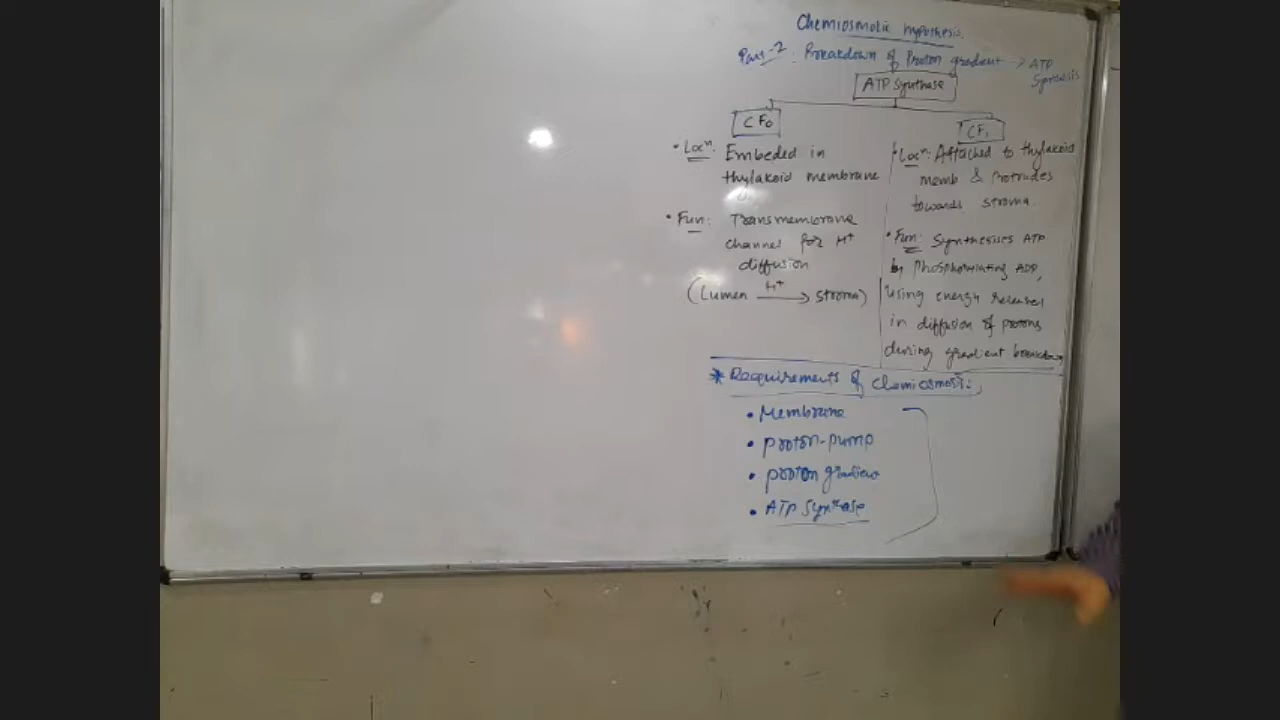 Chemiosmotic hypothesis.
Part-2 : Breakdown of Proton gradient → ATP Synthesis
ATP Synthase
CF₀
• Locⁿ: Embeded in
thylakoid membrane
• Fun: Transmembrane
channel for H⁺
diffusion
(Lumen H⁺ → stroma)
CF₁
• Locⁿ: Attached to thylakoid
memb & Protrudes
towards stroma.
• Fun: Synthesises ATP
by Phosphorylating ADP,
using energy released
in diffusion of protons
during gradient breakdown
* Requirements of chemiosmosis:
• Membrane
• proton-pump
• proton gradient
• ATP Synthase